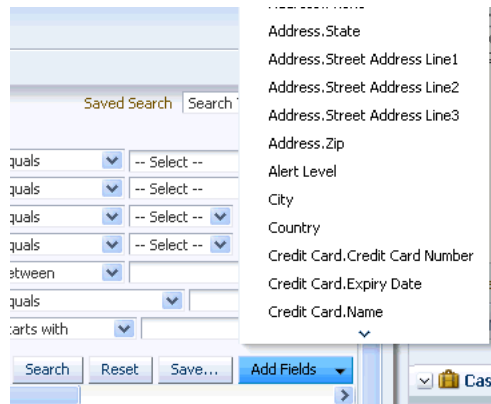 Address.State
Address.Street Address Line1
Saved Search Search
Address.Street Address Line2
Address.Street Address Line3
Address.Zip
quals -- Select --
Alert Level
quals -- Select --
City
quals -- Select --
Country
quals -- Select --
Credit Card.Credit Card Number
etween
Credit Card.Expiry Date
quals
Credit Card.Name
tarts with
Search Reset Save... Add Fields
Cas